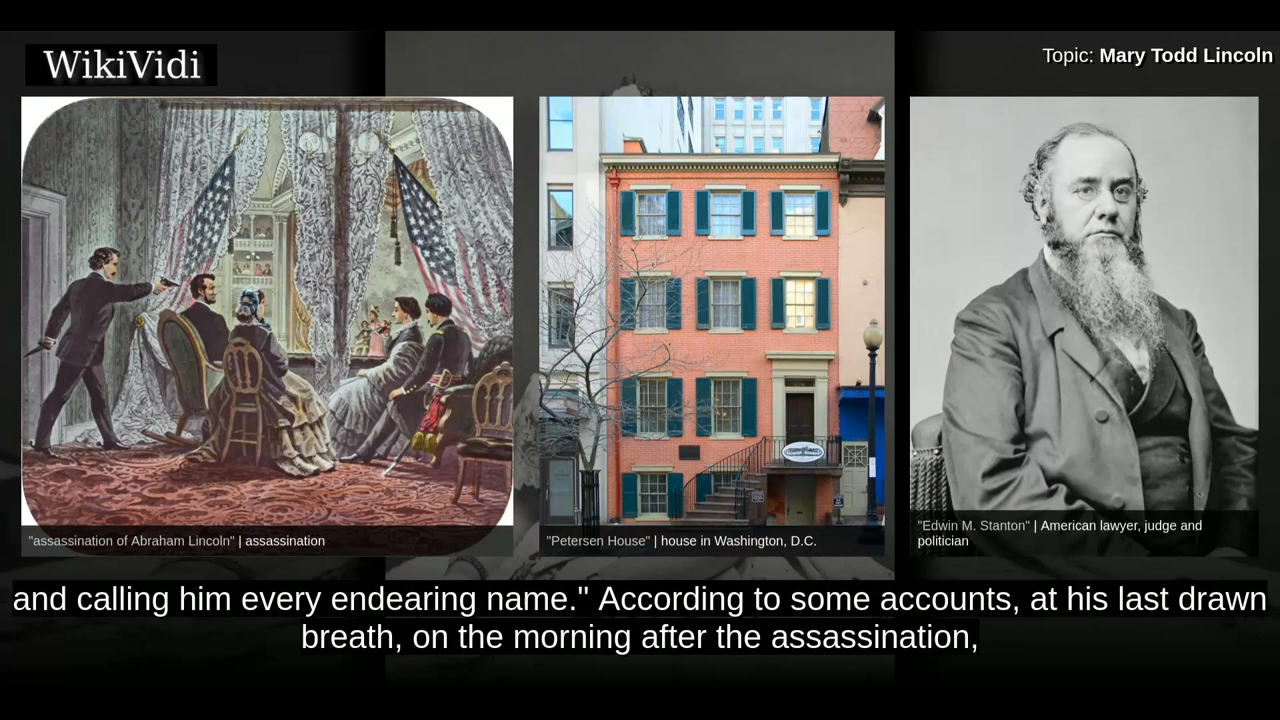 WikiVidi
Topic: Mary Todd Lincoln
"assassination of Abraham Lincoln" | assassination
"Petersen House" | house in Washington, D.C.
"Edwin M. Stanton" | American lawyer, judge and
politician
and calling him every endearing name." According to some accounts, at his last drawn
breath, on the morning after the assassination,